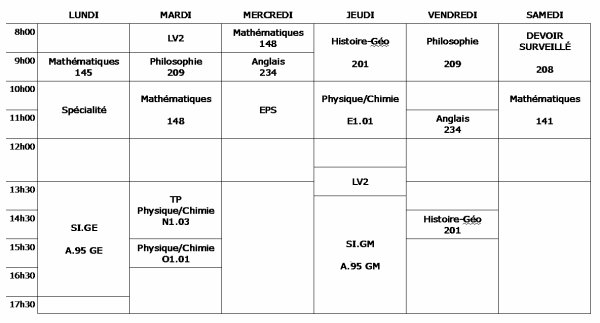 LUNDI MARDI MERCREDI JEUDI VENDREDI SAMEDI
8h00
LV2
Mathématiques
148
Histoire-Géo
201
Philosophie
209
DEVOIR
SURVEILLÉ
208
9h00
Mathématiques
145
Philosophie
209
Anglais
234
10h00
Spécialité
Mathématiques
148
EPS
Physique/Chimie
E1.01
Mathématiques
141
11h00
Anglais
234
12h00
LV2
13h30
SI.GE
A.95 GE
TP
Physique/Chimie
N1.03
SI.GM
A.95 GM
14h30
Histoire-Géo
201
15h30
Physique/Chimie
O1.01
16h30
17h30